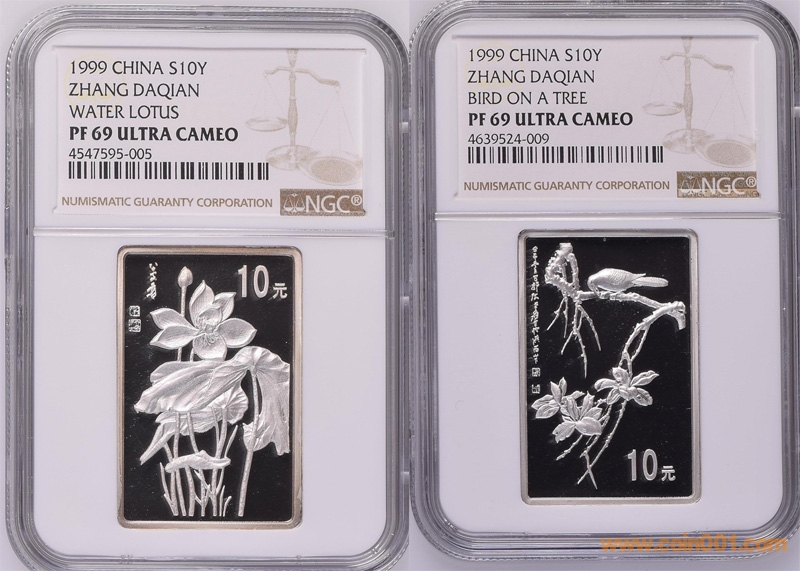 1999 CHINA S10Y
ZHANG DAQIAN
WATER LOTUS
PF 69 ULTRA CAMEO
4547595-005
NUMISMATIC GUARANTY CORPORATION
NGC®
10元
1999 CHINA S10Y
ZHANG DAQIAN
BIRD ON A TREE
PF 69 ULTRA CAMEO
4639524-009
NUMISMATIC GUARANTY CORPORATION
NGC®
10元
www.coin001.com